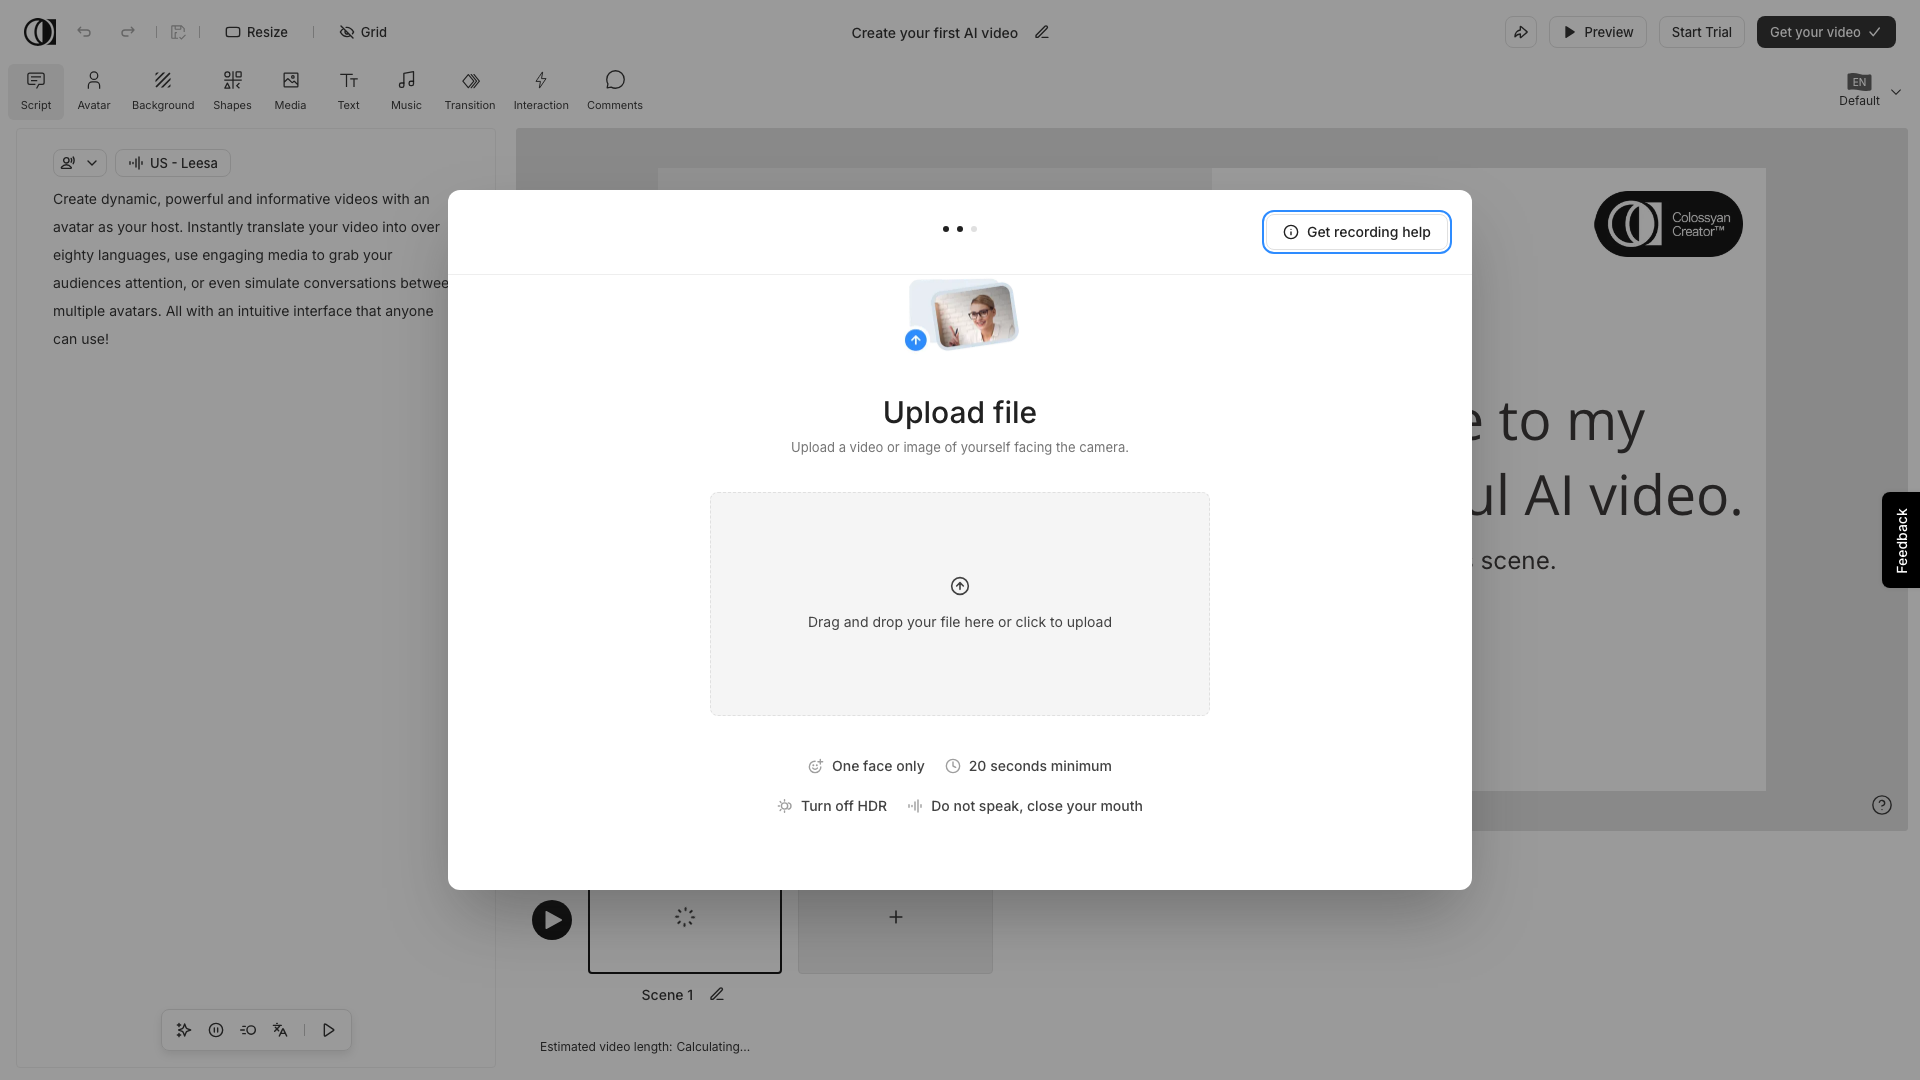 Resize
Grid
Create your first AI video
Preview
Start Trial
Get your video
Script
Avatar
Background
Shapes
Media
Text
Music
Transition
Interaction
Comments
EN
Default
US - Leesa
Create dynamic, powerful and informative videos with an
avatar as your host. Instantly translate your video into over
eighty languages, use engaging media to grab your
audiences attention, or even simulate conversations betwee
multiple avatars. All with an intuitive interface that anyone
can use!
Get recording help
Colossyan
Creator™
Upload file
Upload a video or image of yourself facing the camera.
Drag and drop your file here or click to upload
One face only
20 seconds minimum
Turn off HDR
Do not speak, close your mouth
e to my
ul AI video.
scene.
Feedback
Scene 1
Estimated video length: Calculating...